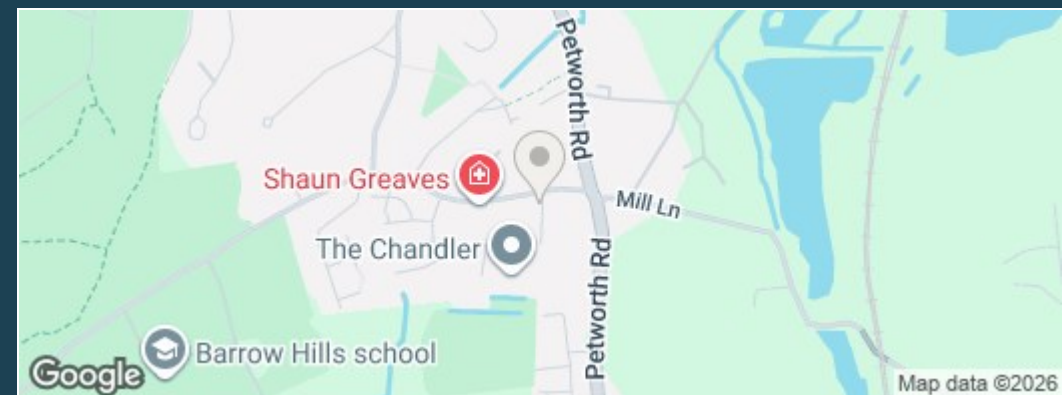 Petworth Rd
Shaun Greaves
Mill Ln
The Chandler
Petworth Rd
Barrow Hills school
Google
Map data ©2026